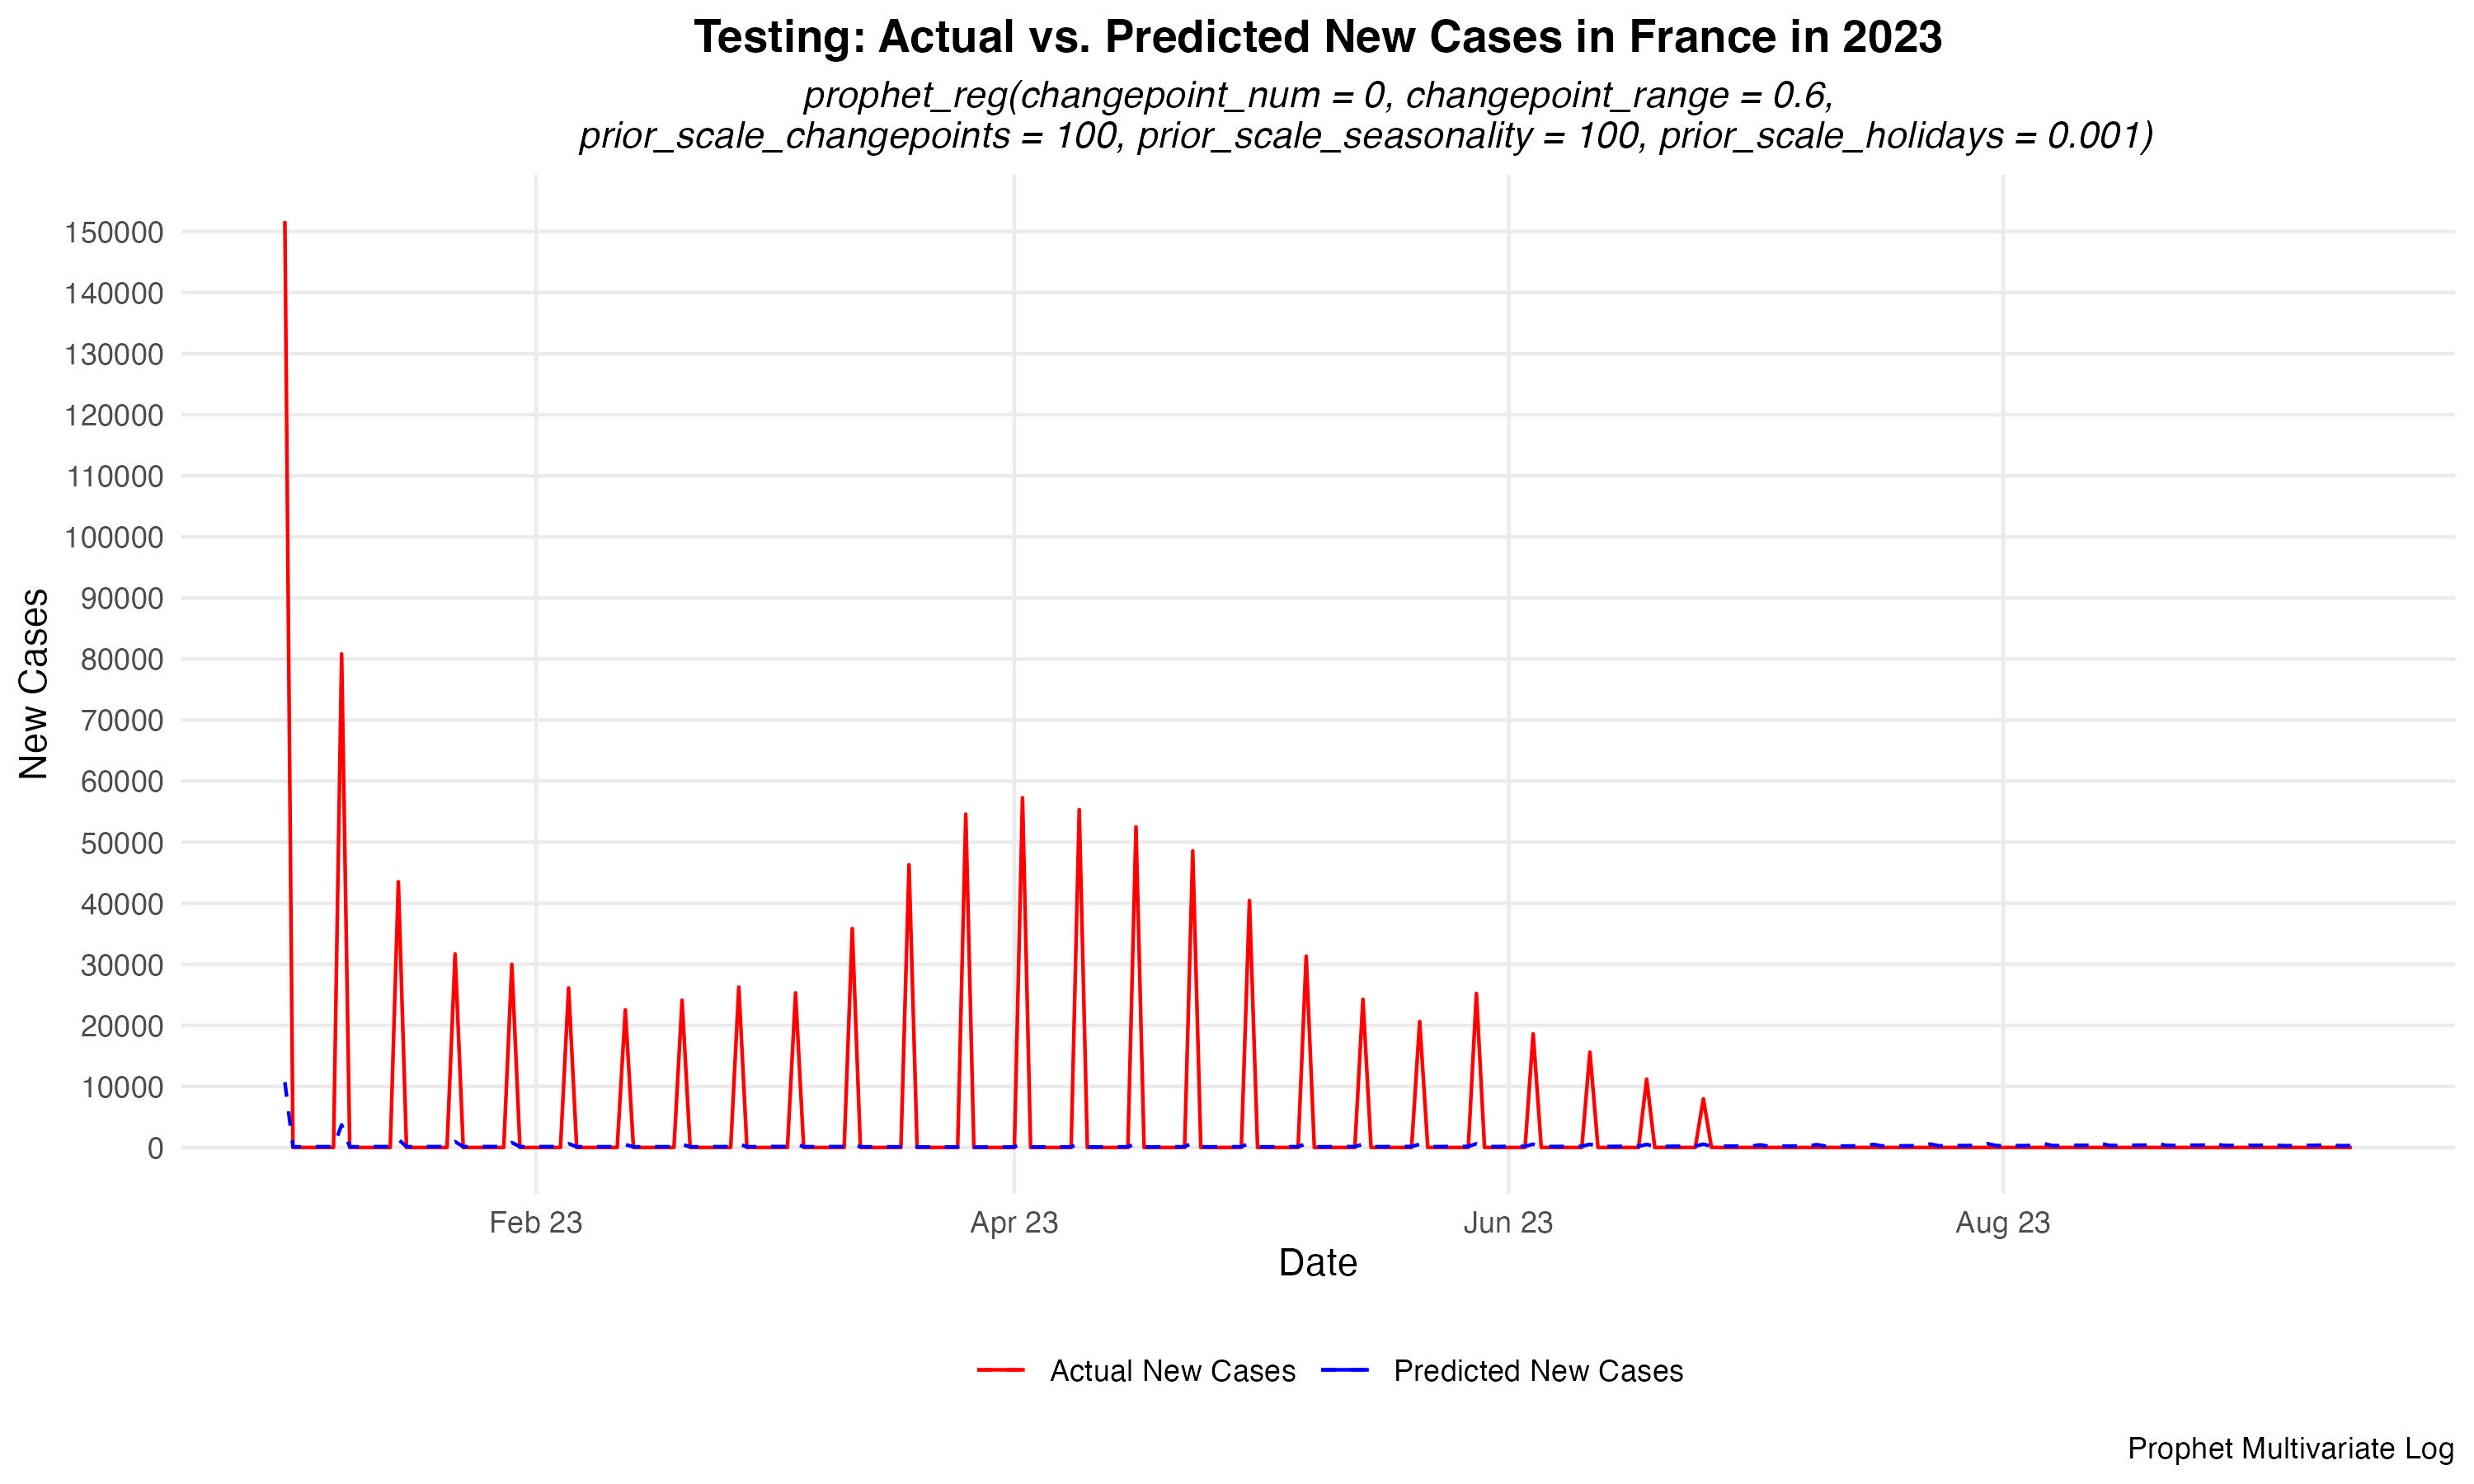 Testing: Actual vs. Predicted New Cases in France in 2023
prophet_reg(changepoint_num = 0, changepoint_range = 0.6,
prior_scale_changepoints = 100, prior_scale_seasonality = 100, prior_scale_holidays = 0.001)
New Cases
150000
140000
130000
120000
110000
100000
90000
80000
70000
60000
50000
40000
30000
20000
10000
0
Feb 23 Apr 23 Jun 23 Aug 23
Date
Actual New Cases Predicted New Cases
Prophet Multivariate Log